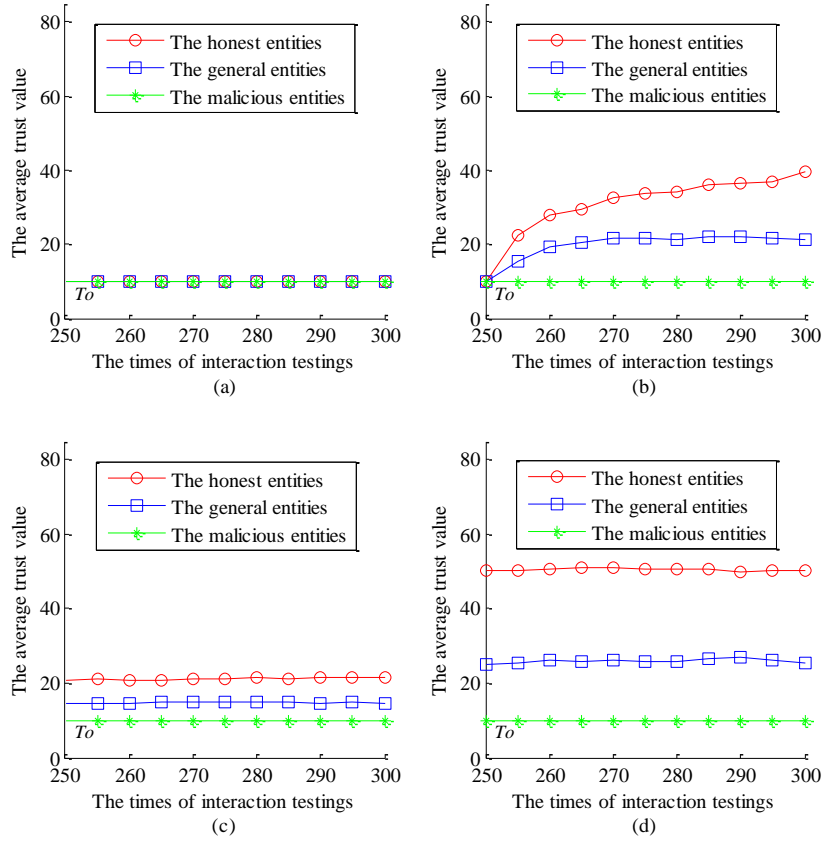 The average trust value
80
60
40
20
0
The honest entities
The general entities
The malicious entities
To
250 260 270 280 290 300
The times of interaction testings
(a)
The average trust value
80
60
40
20
0
The honest entities
The general entities
The malicious entities
To
250 260 270 280 290 300
The times of interaction testings
(b)
The average trust value
80
60
40
20
0
The honest entities
The general entities
The malicious entities
To
250 260 270 280 290 300
The times of interaction testings
(c)
The average trust value
80
60
40
20
0
The honest entities
The general entities
The malicious entities
To
250 260 270 280 290 300
The times of interaction testings
(d)